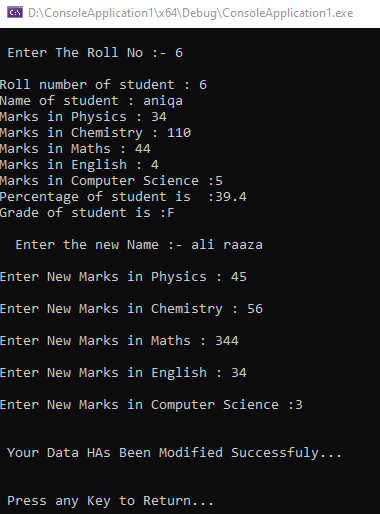 D:\ConsoleApplication1\x64\Debug\ConsoleApplication1.exe
Enter The Roll No :- 6
Roll number of student : 6
Name of student : aniqa
Marks in Physics : 34
Marks in Chemistry : 110
Marks in Maths : 44
Marks in English : 4
Marks in Computer Science :5
Percentage of student is  :39.4
Grade of student is :F
Enter the new Name :- ali raaza
Enter New Marks in Physics : 45
Enter New Marks in Chemistry : 56
Enter New Marks in Maths : 344
Enter New Marks in English : 34
Enter New Marks in Computer Science :3
Your Data HAs Been Modified Successfuly...
Press any Key to Return...